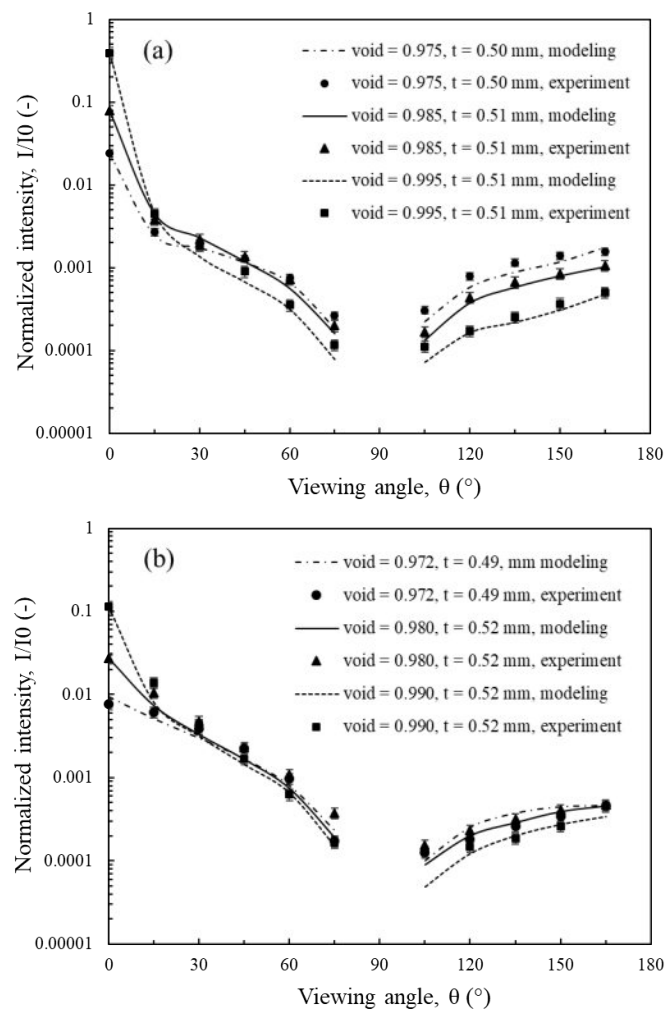 1
(a)
void = 0.975, t = 0.50 mm, modeling
void = 0.975, t = 0.50 mm, experiment
void = 0.985, t = 0.51 mm, modeling
void = 0.985, t = 0.51 mm, experiment
void = 0.995, t = 0.51 mm, modeling
void = 0.995, t = 0.51 mm, experiment
0.1
0.01
0.001
0.0001
0.00001
Normalized intensity, I/I0 (-)
0 30 60 90 120 150 180
Viewing angle, θ (°)
1
(b)
void = 0.972, t = 0.49, mm modeling
void = 0.972, t = 0.49 mm, experiment
void = 0.980, t = 0.52 mm, modeling
void = 0.980, t = 0.52 mm, experiment
void = 0.990, t = 0.52 mm, modeling
void = 0.990, t = 0.52 mm, experiment
0.1
0.01
0.001
0.0001
0.00001
Normalized intensity, I/I0 (-)
0 30 60 90 120 150 180
Viewing angle, θ (°)